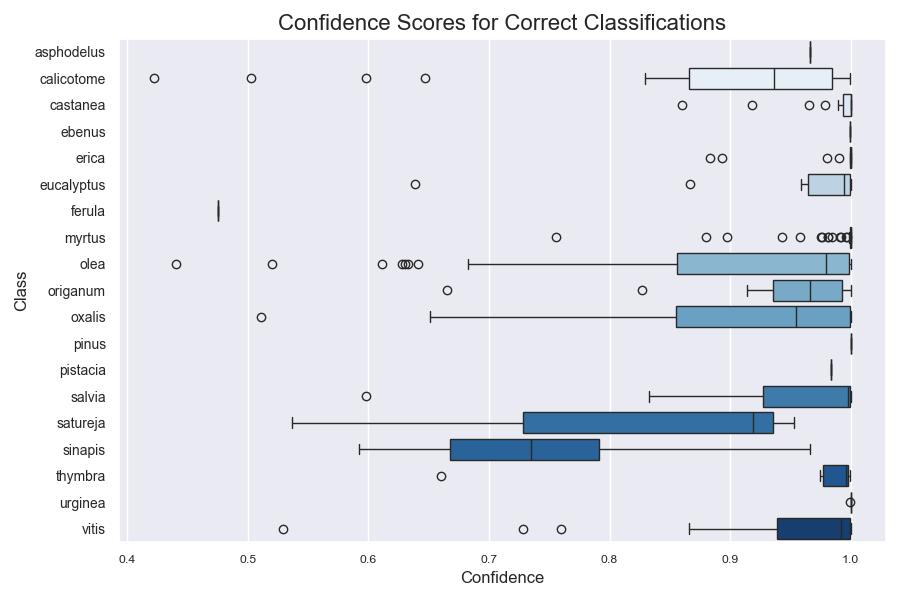 Confidence Scores for Correct Classifications
asphodelus
calicotome
castanea
ebenus
erica
eucalyptus
ferula
myrtus
olea
origanum
oxalis
pinus
pistacia
salvia
satureja
sinapis
thymbra
urginea
vitis
Class
0.4 0.5 0.6 0.7 0.8 0.9 1.0
Confidence